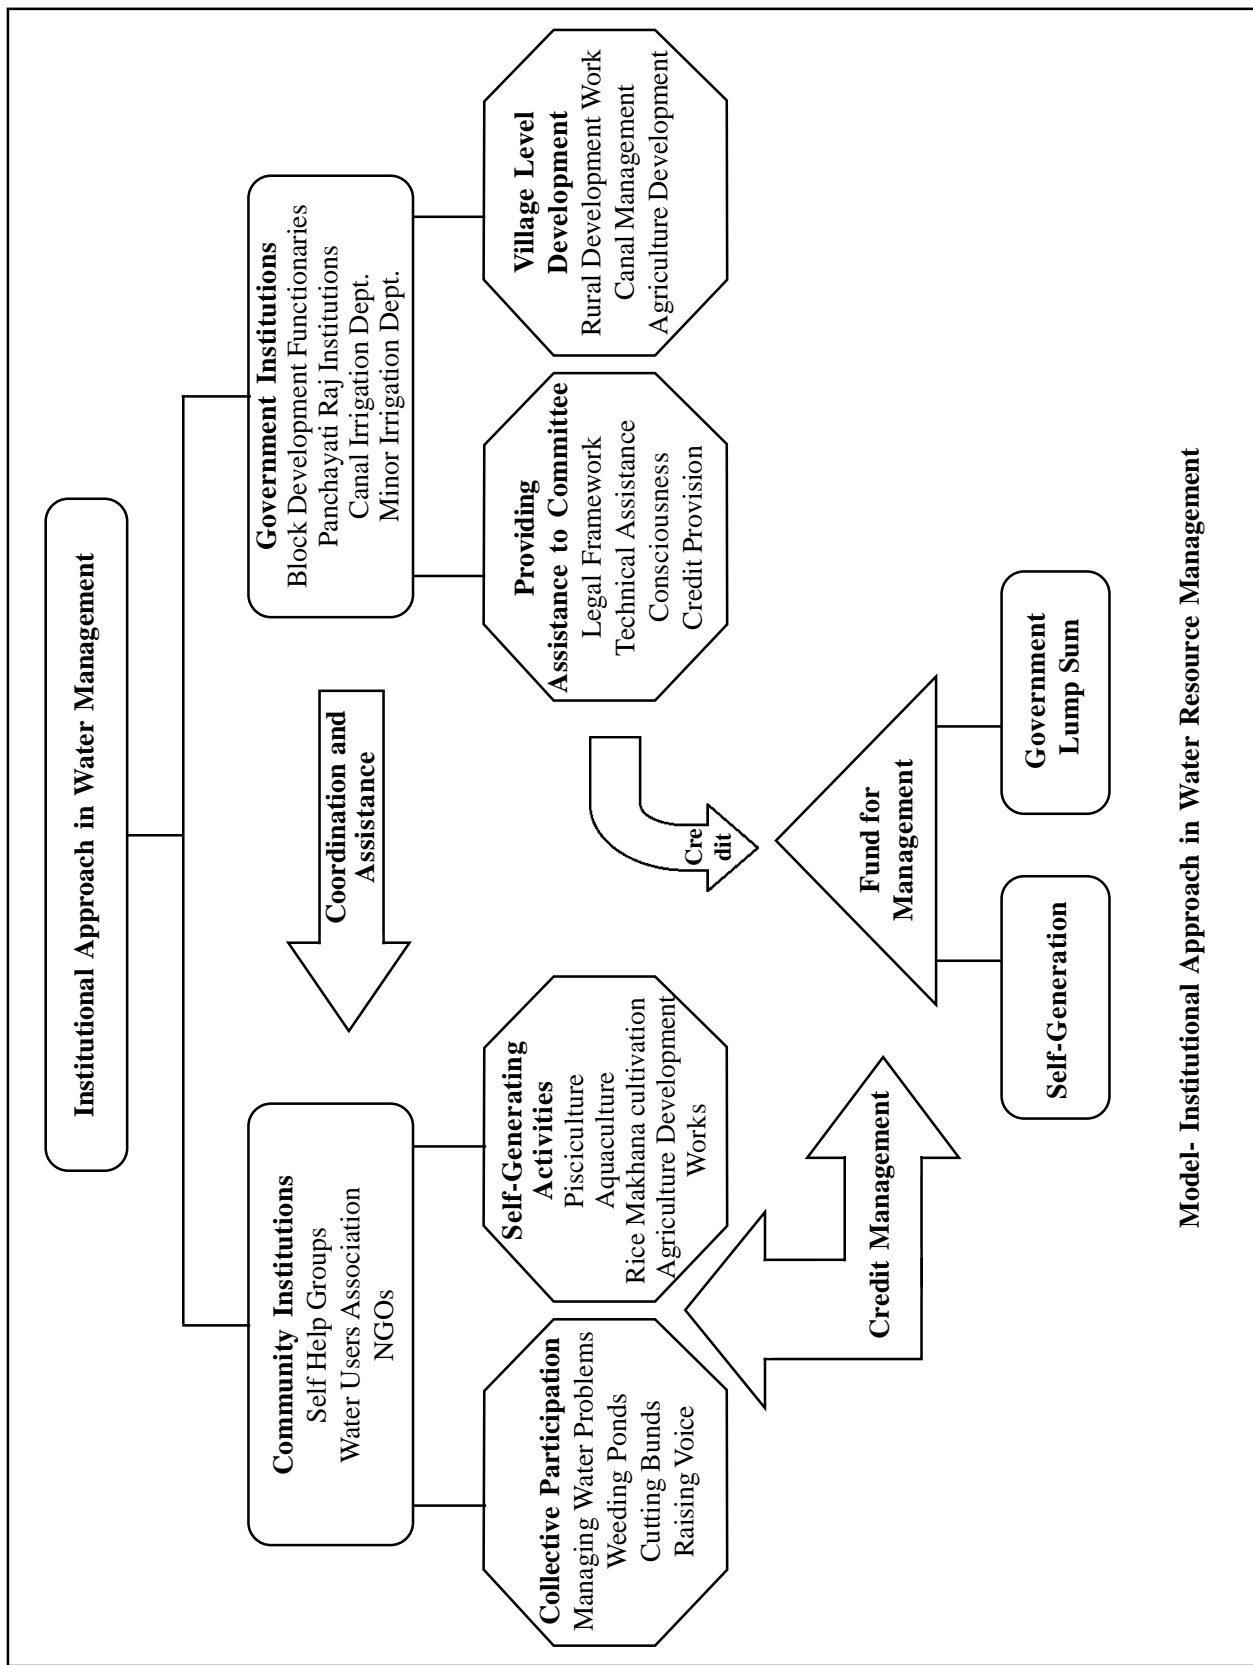 Institutional Approach in Water Management
Community Institutions
Self Help Groups
Water Users Association
NGOs
Coordination and
Assistance
Government Institutions
Block Development Functionaries
Panchayati Raj Institutions
Canal Irrigation Dept.
Minor Irrigation Dept.
Collective Participation
Managing Water Problems
Weeding Ponds
Cutting Bunds
Raising Voice
Self-Generating
Activities
Pisciculture
Aquaculture
Rice Makhana cultivation
Agriculture Development
Works
Providing
Assistance to Committee
Legal Framework
Technical Assistance
Consciousness
Credit Provision
Village Level
Development
Rural Development Work
Canal Management
Agriculture Development
Cre
dit
Credit Management
Fund for
Management
Self-Generation
Government
Lump Sum
Model- Institutional Approach in Water Resource Management